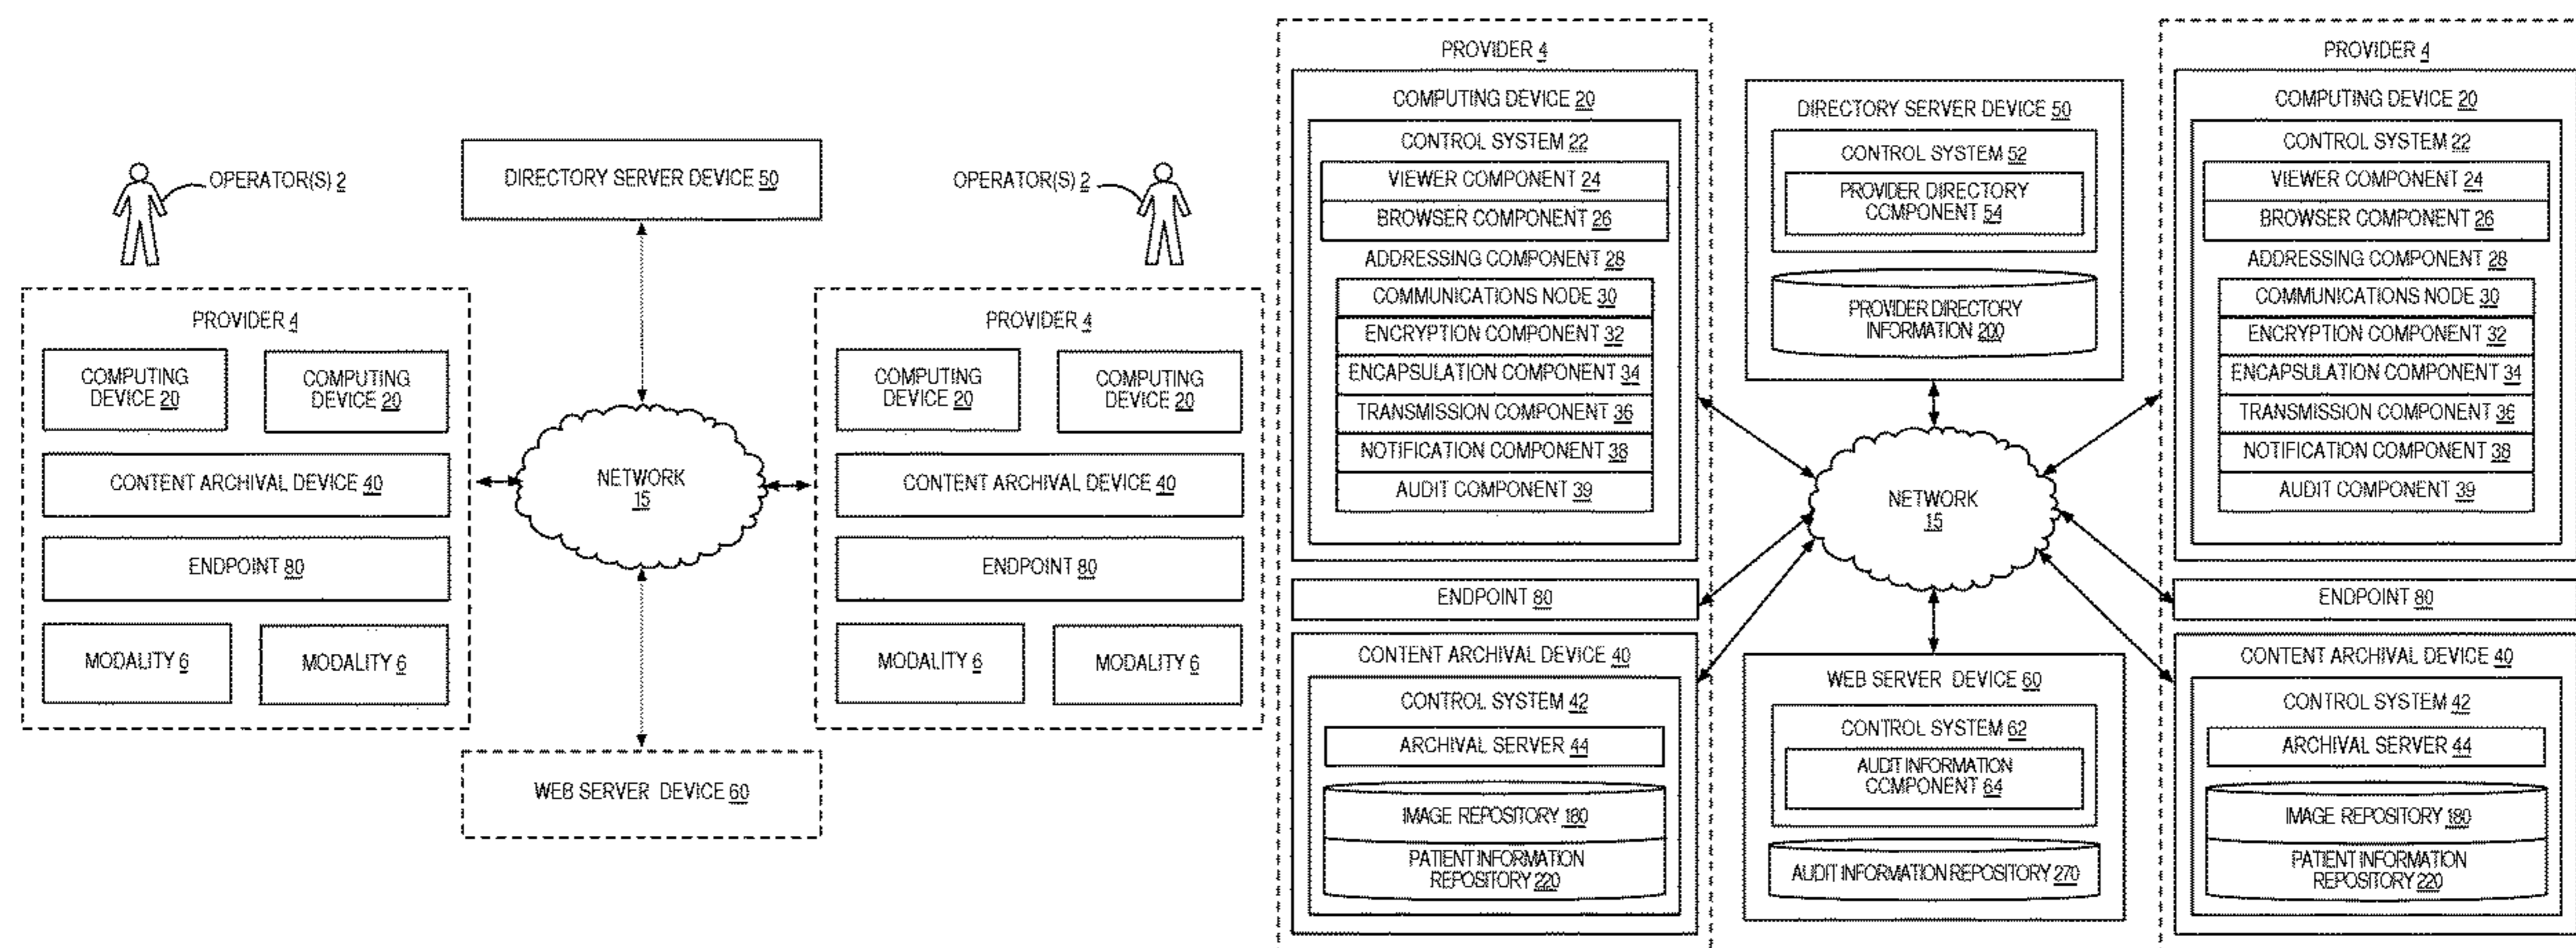 OPERATOR(S) 2
DIRECTORY SERVER DEVICE 50
OPERATOR(S) 2
PROVIDER 4
COMPUTING
DEVICE 20
COMPUTING
DEVICE 20
CONTENT ARCHIVAL DEVICE 40
ENDPOINT 80
MODALITY 6
MODALITY 6
NETWORK
15
PROVIDER 4
COMPUTING
DEVICE 20
COMPUTING
DEVICE 20
CONTENT ARCHIVAL DEVICE 40
ENDPOINT 80
MODALITY 6
MODALITY 6
WEB SERVER DEVICE 60
PROVIDER 4
COMPUTING DEVICE 20
CONTROL SYSTEM 22
VIEWER COMPONENT 24
BROWSER COMPONENT 26
ADDRESSING COMPONENT 28
COMMUNICATIONS NODE 30
ENCRYPTION COMPONENT 32
ENCAPSULATION COMPONENT 34
TRANSMISSION COMPONENT 36
NOTIFICATION COMPONENT 38
AUDIT COMPONENT 39
ENDPOINT 80
CONTENT ARCHIVAL DEVICE 40
CONTROL SYSTEM 42
ARCHIVAL SERVER 44
IMAGE REPOSITORY 180
PATIENT INFORMATION
REPOSITORY 220
DIRECTORY SERVER DEVICE 50
CONTROL SYSTEM 52
PROVIDER DIRECTORY
COMPONENT 54
PROVIDER DIRECTORY
INFORMATION 200
NETWORK
15
WEB SERVER DEVICE 60
CONTROL SYSTEM 62
AUDIT INFORMATION
COMPONENT 64
AUDIT INFORMATION REPOSITORY 270
PROVIDER 4
COMPUTING DEVICE 20
CONTROL SYSTEM 22
VIEWER COMPONENT 24
BROWSER COMPONENT 26
ADDRESSING COMPONENT 28
COMMUNICATIONS NODE 30
ENCRYPTION COMPONENT 32
ENCAPSULATION COMPONENT 34
TRANSMISSION COMPONENT 36
NOTIFICATION COMPONENT 38
AUDIT COMPONENT 39
ENDPOINT 80
CONTENT ARCHIVAL DEVICE 40
CONTROL SYSTEM 42
ARCHIVAL SERVER 44
IMAGE REPOSITORY 180
PATIENT INFORMATION
REPOSITORY 220